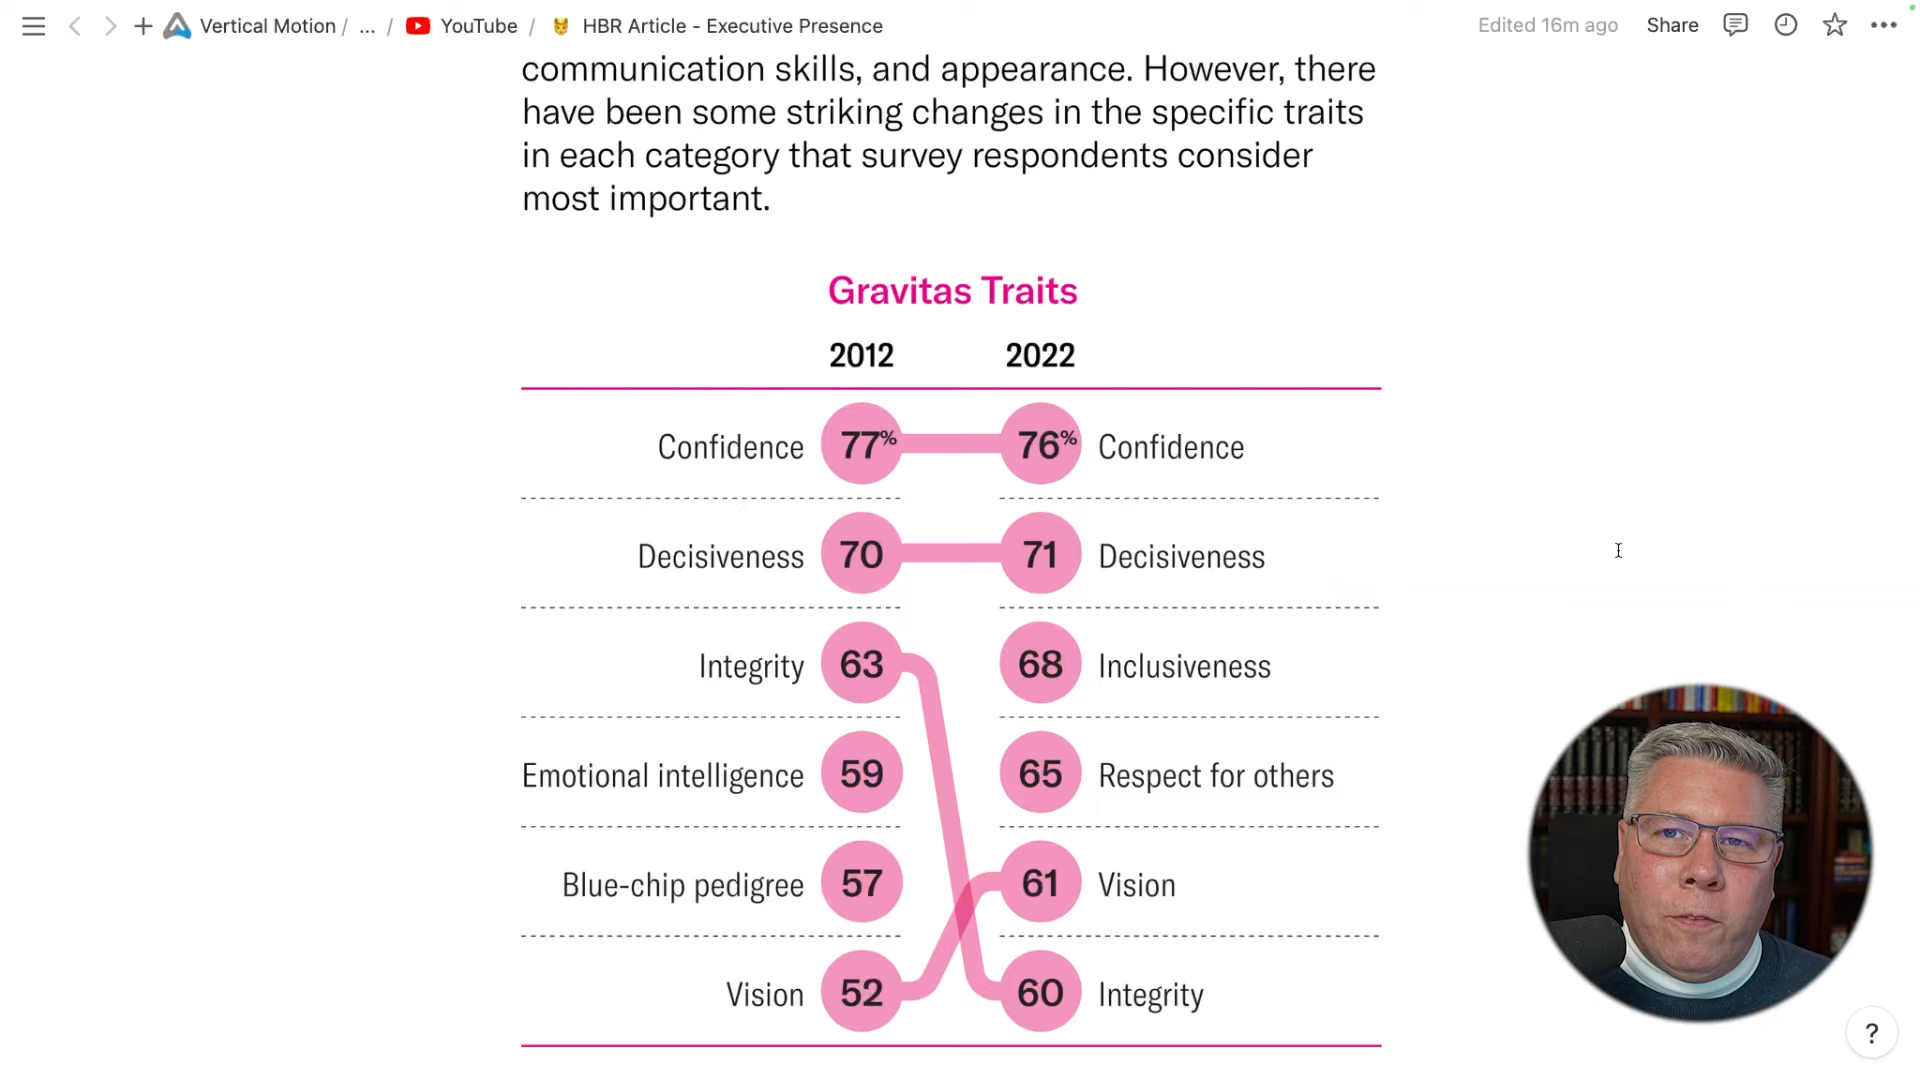 Vertical Motion / ... / YouTube / HBR Article - Executive Presence Edited 16m ago Share
communication skills, and appearance. However, there
have been some striking changes in the specific traits
in each category that survey respondents consider
most important.
Gravitas Traits
2012 2022
Confidence 77% 76% Confidence
Decisiveness 70 71 Decisiveness
Integrity 63 68 Inclusiveness
Emotional intelligence 59 65 Respect for others
Blue-chip pedigree 57 61 Vision
Vision 52 60 Integrity
?